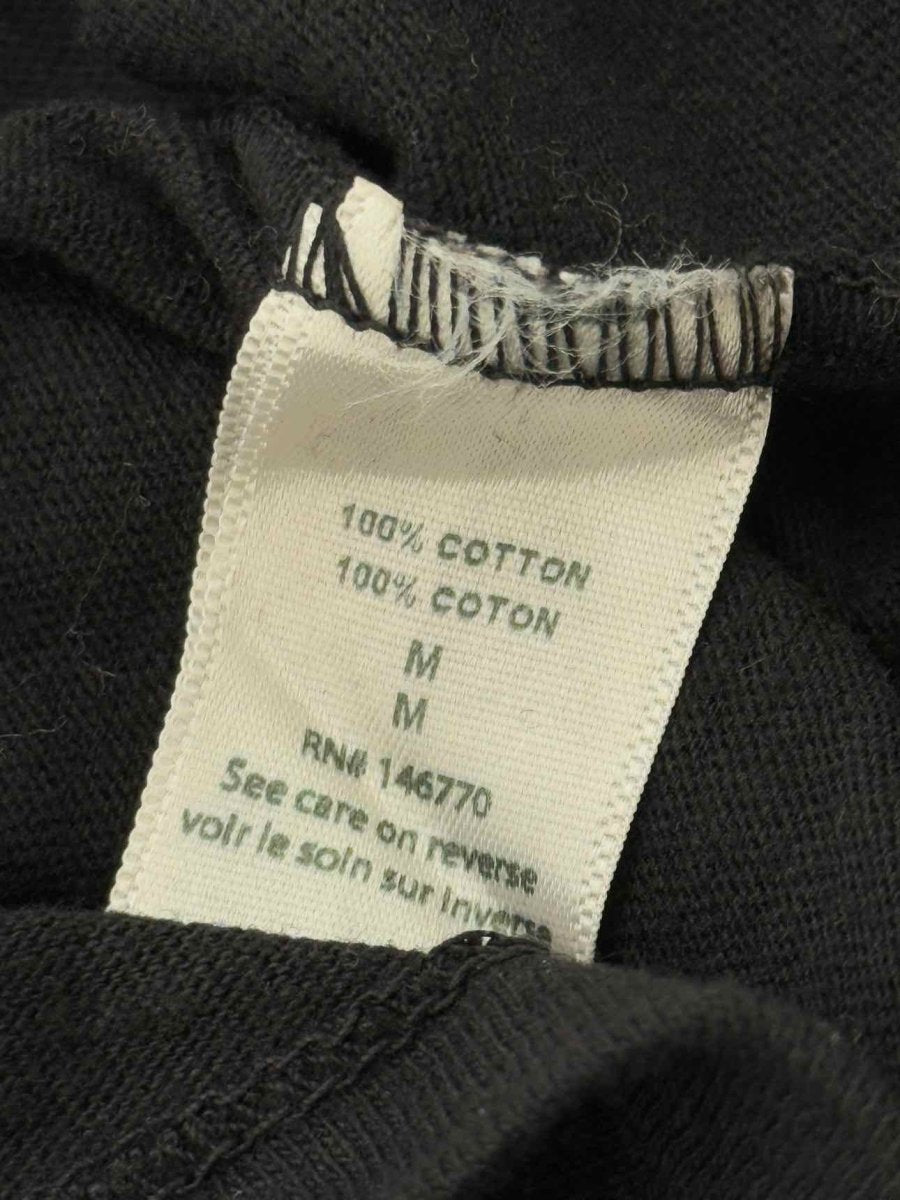 100% COTTON
100% COTON
M
M
RN# 146770
See care on reverse
voir le soin sur inverse